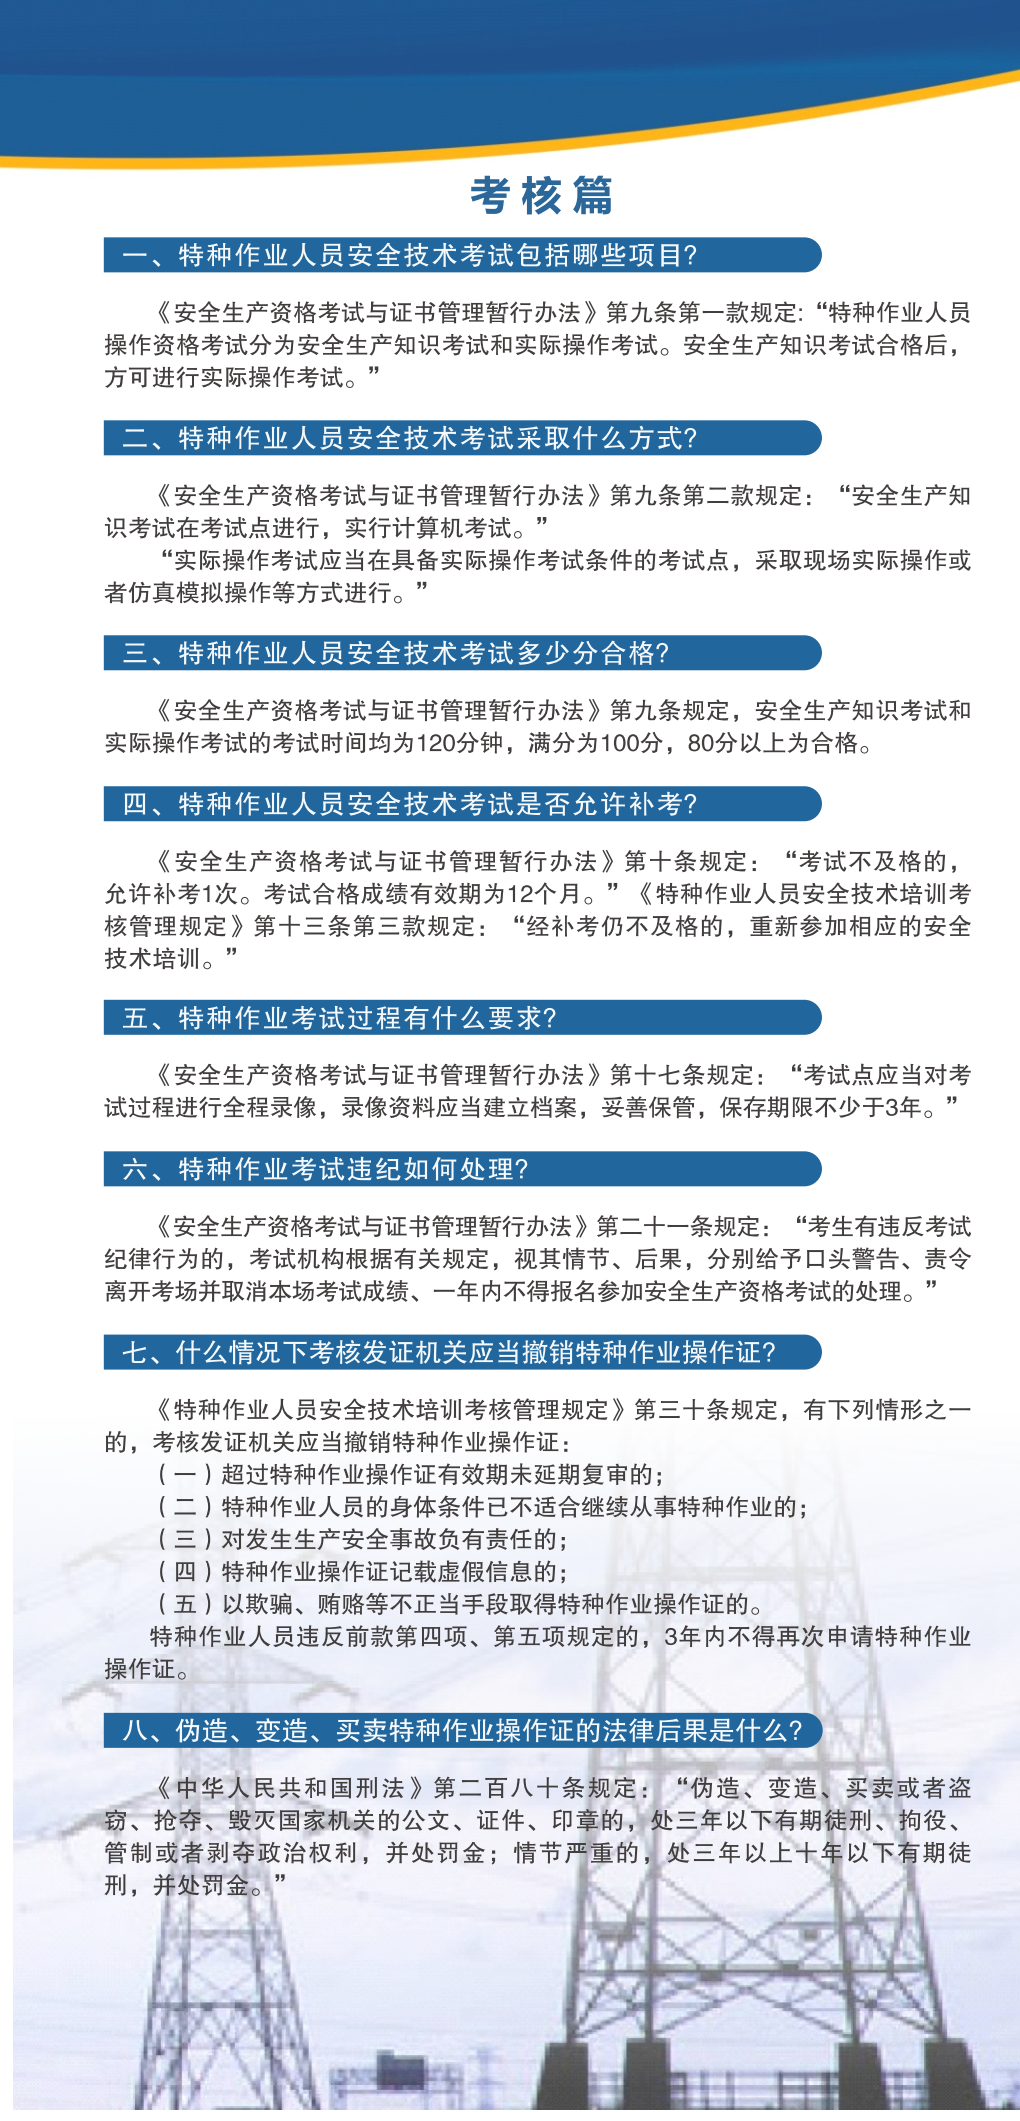 考核篇
一、特种作业人员安全技术考试包括哪些项目?
《安全生产资格考试与证书管理暂行办法》第九条第一款规定:“特种作业人员
操作资格考试分为安全生产知识考试和实际操作考试。安全生产知识考试合格后，
方可进行实际操作考试。”
二、特种作业人员安全技术考试采取什么方式?
《安全生产资格考试与证书管理暂行办法》第九条第二款规定：“安全生产知
识考试在考试点进行，实行计算机考试。”
“实际操作考试应当在具备实际操作考试条件的考试点，采取现场实际操作或
者仿真模拟操作等方式进行。”
三、特种作业人员安全技术考试多少分合格?
《安全生产资格考试与证书管理暂行办法》第九条规定，安全生产知识考试和
实际操作考试的考试时间均为120分钟，满分为100分，80分以上为合格。
四、特种作业人员安全技术考试是否允许补考?
《安全生产资格考试与证书管理暂行办法》第十条规定：“考试不及格的，
允许补考1次。考试合格成绩有效期为12个月。”《特种作业人员安全技术培训考
核管理规定》第十三条第三款规定：“经补考仍不及格的，重新参加相应的安全
技术培训。”
五、特种作业考试过程有什么要求?
《安全生产资格考试与证书管理暂行办法》第十七条规定：“考试点应当对考
试过程进行全程录像，录像资料应当建立档案，妥善保管，保存期限不少于3年。”
六、特种作业考试违纪如何处理?
《安全生产资格考试与证书管理暂行办法》第二十一条规定：“考生有违反考试
纪律行为的，考试机构根据有关规定，视其情节、后果，分别给予口头警告、责令
离开考场并取消本场考试成绩、一年内不得报名参加安全生产资格考试的处理。”
七、什么情况下考核发证机关应当撤销特种作业操作证?
《特种作业人员安全技术培训考核管理规定》第三十条规定，有下列情形之一
的，考核发证机关应当撤销特种作业操作证：
（一）超过特种作业操作证有效期未延期复审的；
（二）特种作业人员的身体条件已不适合继续从事特种作业的；
（三）对发生生产安全事故负有责任的；
（四）特种作业操作证记载虚假信息的；
（五）以欺骗、贿赂等不正当手段取得特种作业操作证的。
特种作业人员违反前款第四项、第五项规定的，3年内不得再次申请特种作业
操作证。
八、伪造、变造、买卖特种作业操作证的法律后果是什么?
《中华人民共和国刑法》第二百八十条规定：“伪造、变造、买卖或者盗
窃、抢夺、毁灭国家机关的公文、证件、印章的，处三年以下有期徒刑、拘役、
管制或者剥夺政治权利，并处罚金；情节严重的，处三年以上十年以下有期徒
刑，并处罚金。”